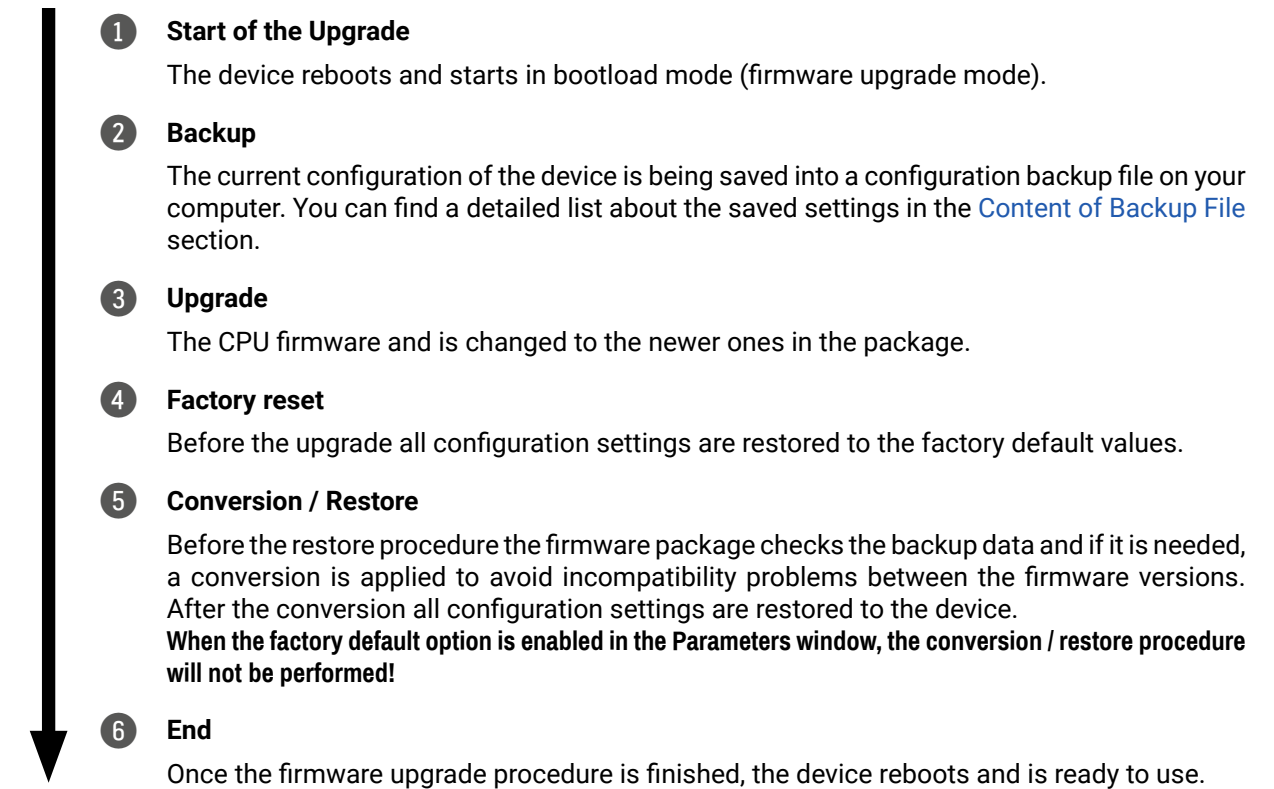 1 Start of the Upgrade
The device reboots and starts in bootload mode (firmware upgrade mode).
2 Backup
The current configuration of the device is being saved into a configuration backup file on your
computer. You can find a detailed list about the saved settings in the Content of Backup File
section.
3 Upgrade
The CPU firmware and is changed to the newer ones in the package.
4 Factory reset
Before the upgrade all configuration settings are restored to the factory default values.
5 Conversion / Restore
Before the restore procedure the firmware package checks the backup data and if it is needed,
a conversion is applied to avoid incompatibility problems between the firmware versions.
After the conversion all configuration settings are restored to the device.
When the factory default option is enabled in the Parameters window, the conversion / restore procedure
will not be performed!
6 End
Once the firmware upgrade procedure is finished, the device reboots and is ready to use.